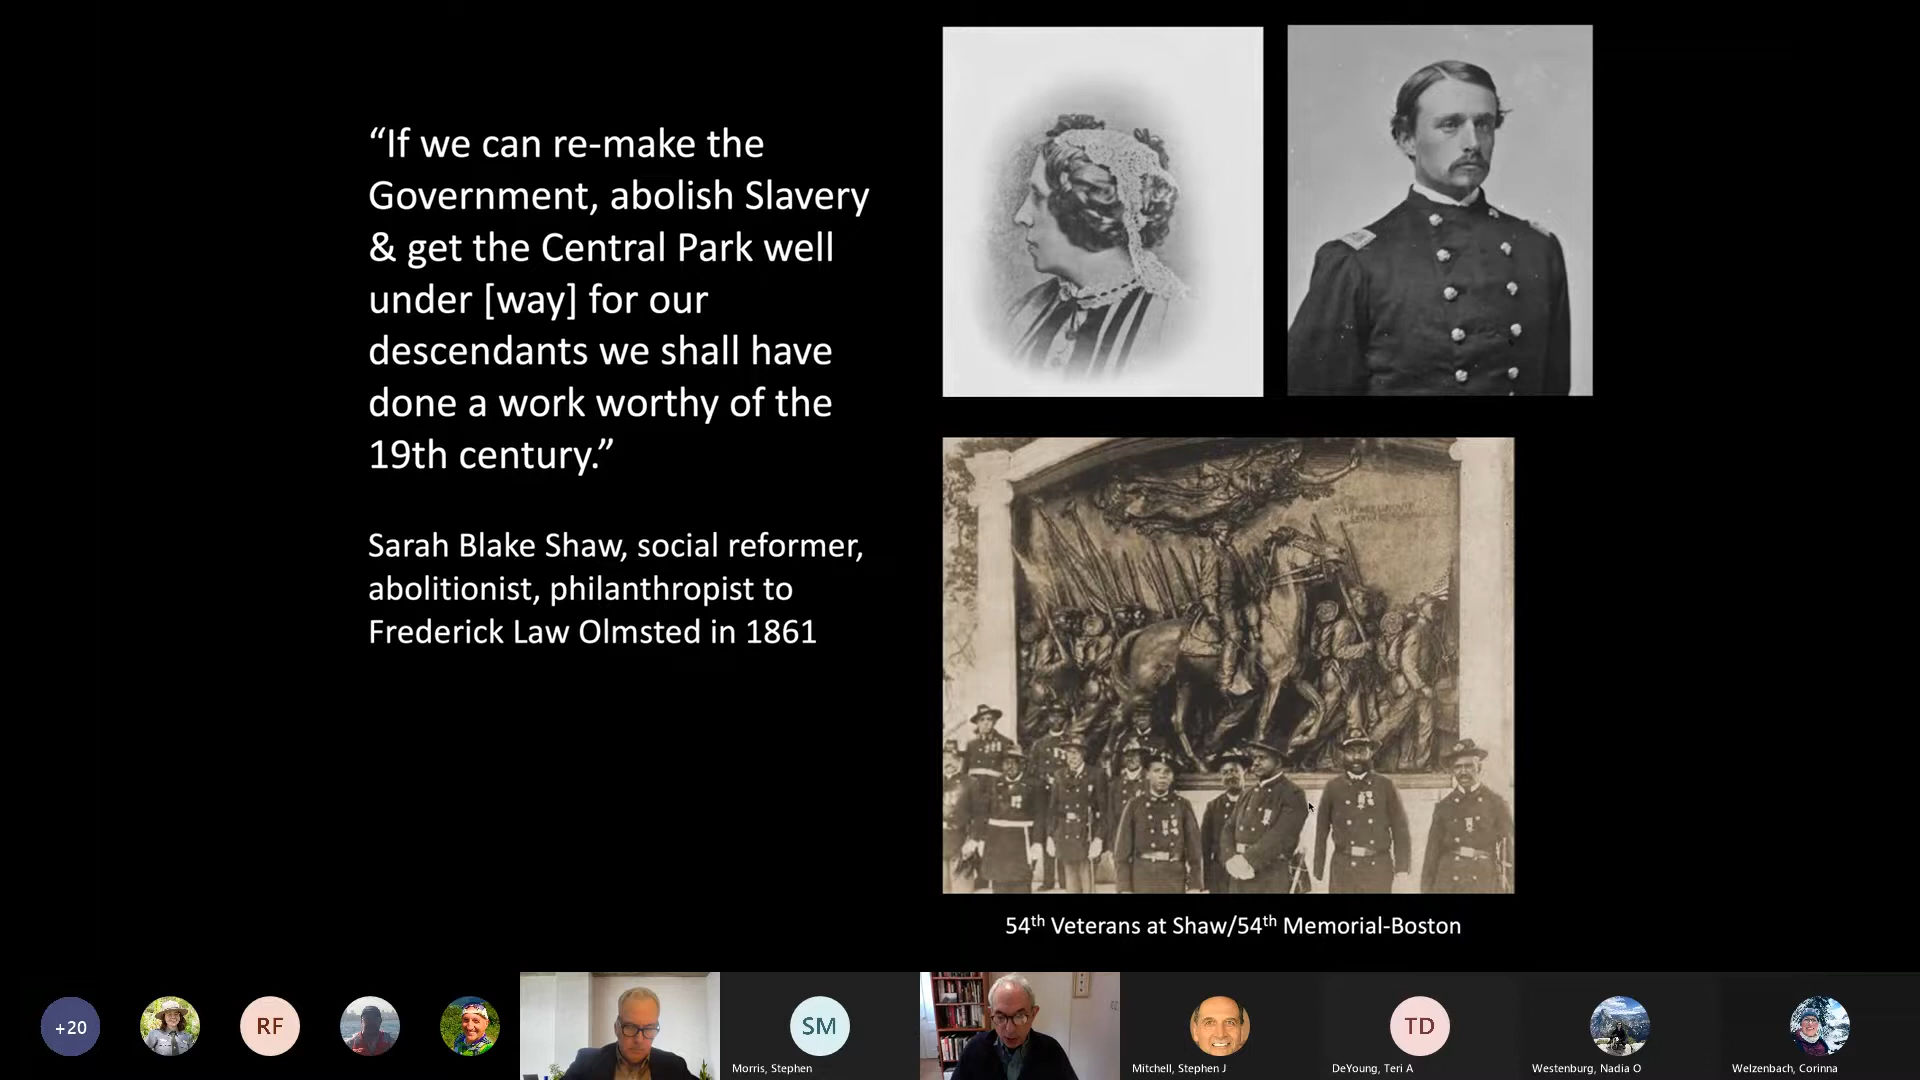 “If we can re-make the
Government, abolish Slavery
& get the Central Park well
under [way] for our
descendants we shall have
done a work worthy of the
19th century.”
Sarah Blake Shaw, social reformer,
abolitionist, philanthropist to
Frederick Law Olmsted in 1861
54th Veterans at Shaw/54th Memorial-Boston
+20
RF
SM
TD
Morris, Stephen
Mitchell, Stephen J
DeYoung, Teri A
Westenburg, Nadia O
Welzenbach, Corinna